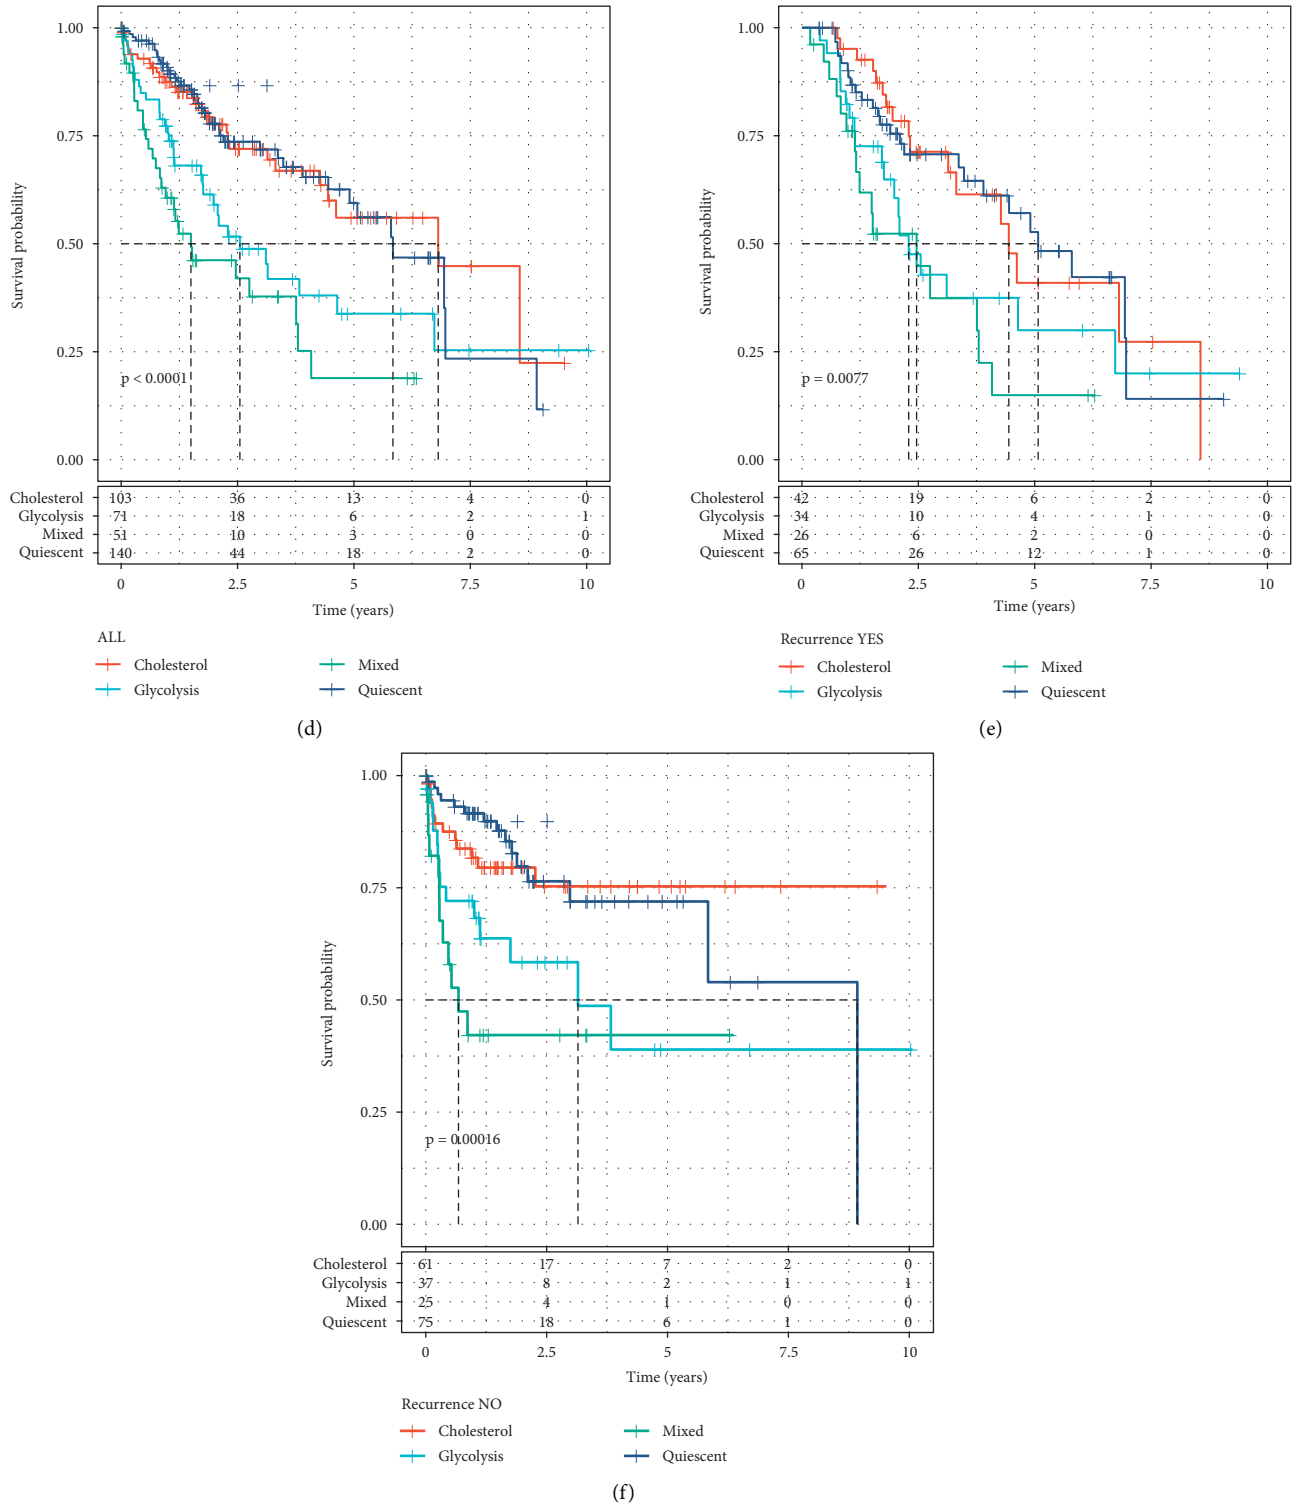 1.00
0.75
0.50
0.25
0.00
Survival probability
p < 0.0001
Cholesterol 103 36 13 4 0
Glycolysis 71 18 6 2 1
Mixed 51 10 3 0 0
Quiescent 140 44 18 2 0
0 2.5 5 7.5 10
Time (years)
ALL
Cholesterol Mixed
Glycolysis Quiescent
(d)
1.00
0.75
0.50
0.25
0.00
Survival probability
p = 0.0077
Cholesterol 42 19 6 2 0
Glycolysis 34 10 4 1 0
Mixed 26 6 2 0 0
Quiescent 65 26 12 1 0
0 2.5 5 7.5 10
Time (years)
Recurrence YES
Cholesterol Mixed
Glycolysis Quiescent
(e)
1.00
0.75
0.50
0.25
0.00
Survival probability
p = 0.00016
Cholesterol 61 17 7 2 0
Glycolysis 37 8 2 1 1
Mixed 25 4 1 0 0
Quiescent 75 18 6 1 0
0 2.5 5 7.5 10
Time (years)
Recurrence NO
Cholesterol Mixed
Glycolysis Quiescent
(f)